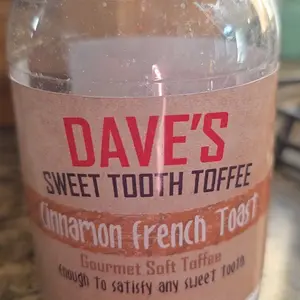 DAVE'S
SWEET TOOTH TOFFEE
Cinnamon French Toast
Gourmet Soft Toffee
Enough To satisfy any sweet tooth